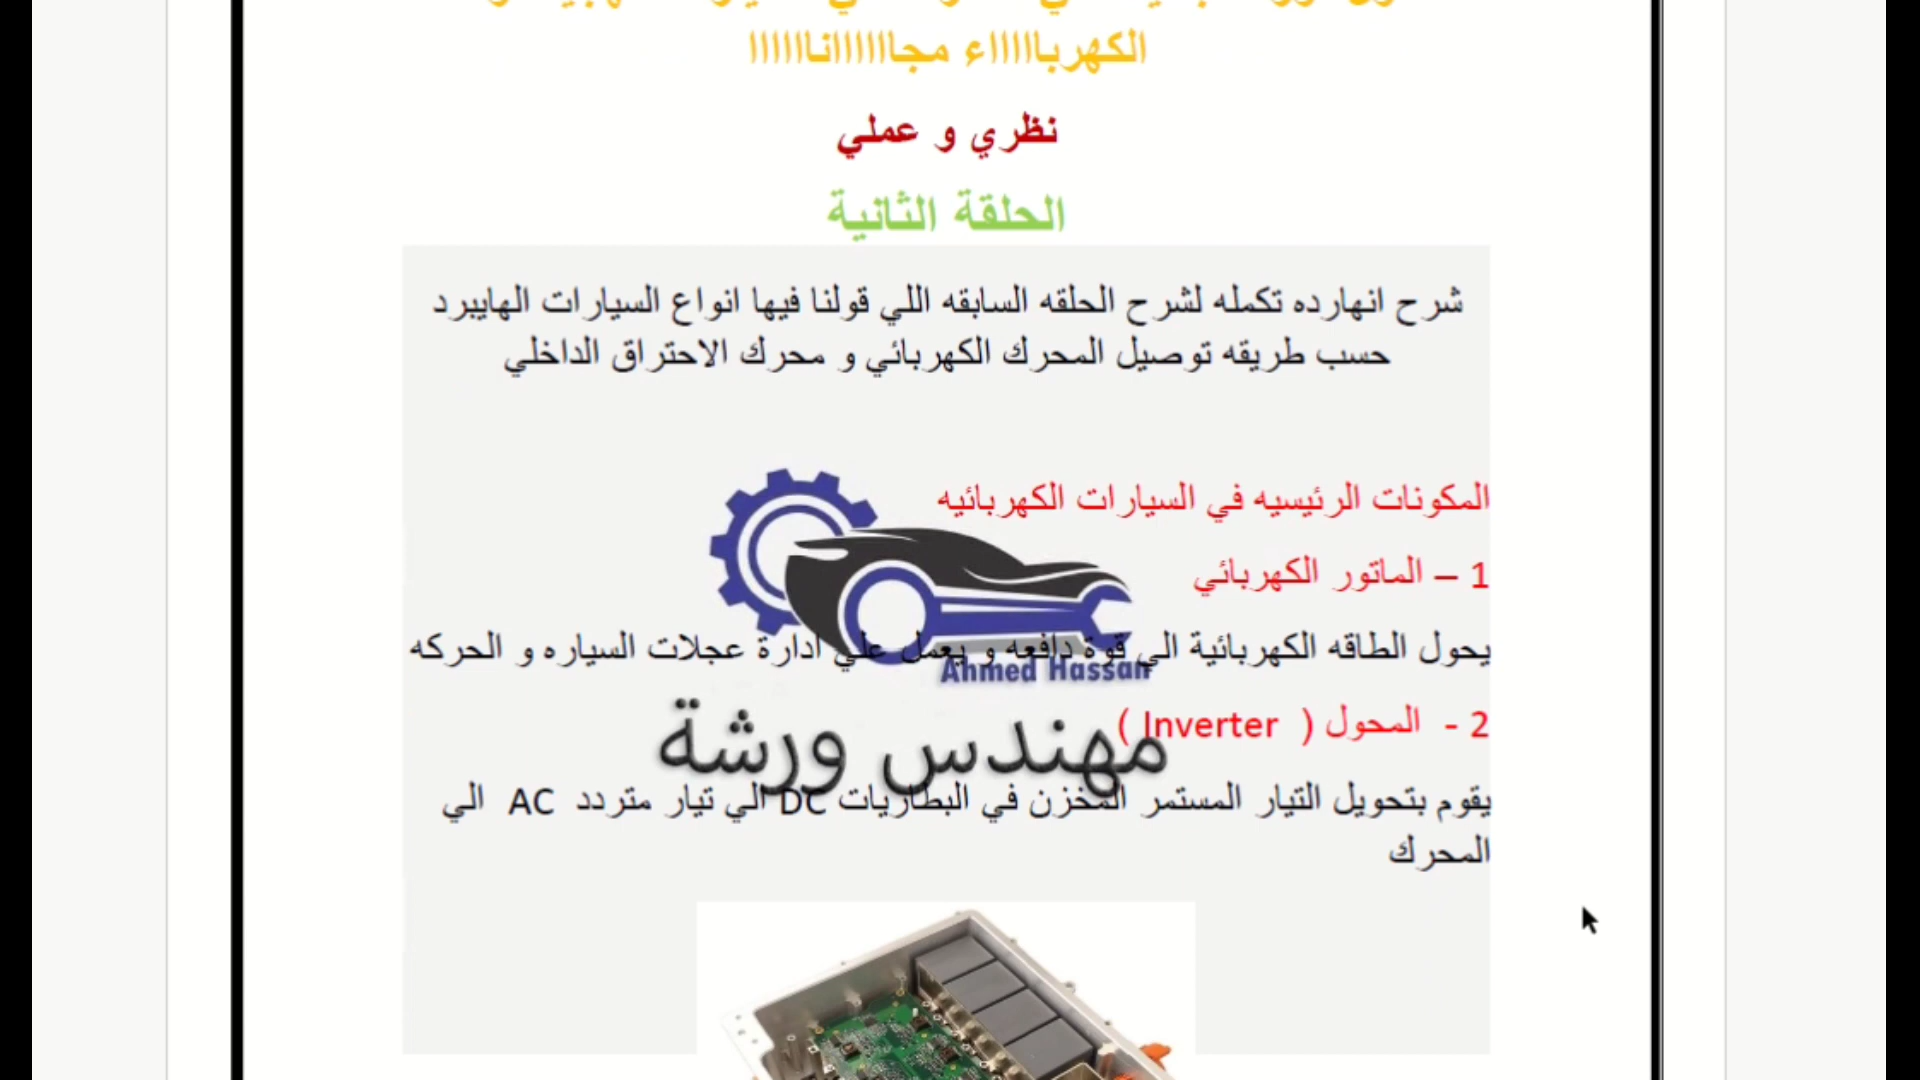 الكهرباااااء مجاااااناااااا
نظري و عملي
الحلقة الثانية
شرح انهارده تكمله لشرح الحلقه السابقه اللي قولنا فيها انواع السيارات الهايبرد
حسب طريقه توصيل المحرك الكهربائي و محرك الاحتراق الداخلي
المكونات الرئيسيه في السيارات الكهربائيه
1 – الماتور الكهربائي
يحول الطاقه الكهربائية الي قوة دافعه و يعمل علي ادارة عجلات السياره و الحركه
Ahmed Hassan
2 - المحول ( Inverter )
مهندس ورشة
يقوم بتحويل التيار المستمر المخزن في البطاريات DC الي تيار متردد AC الي
المحرك